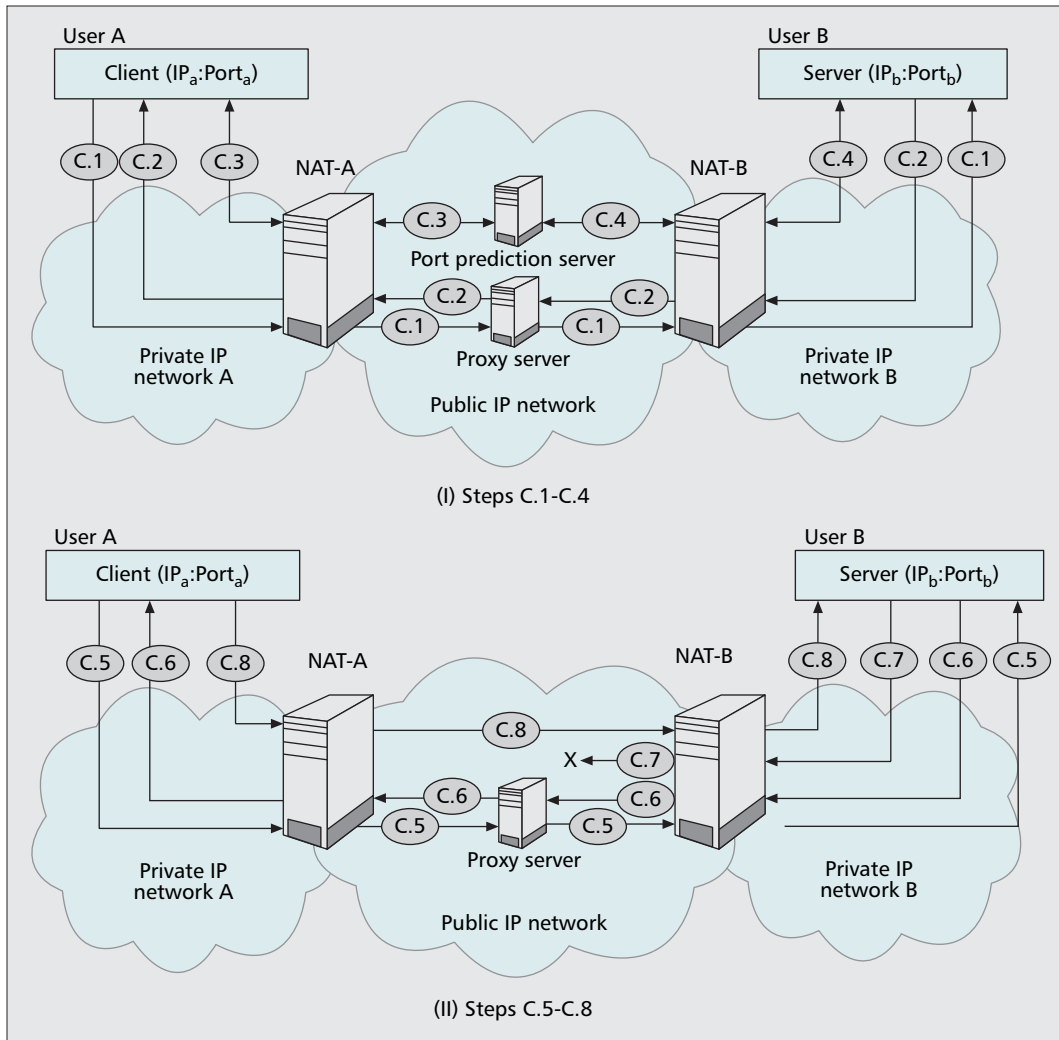 User A
User B
Client (IPa:Porta)
Server (IPb:Portb)
C.1
C.2
C.3
C.4
C.2
C.1
NAT-A
NAT-B
C.3
C.4
Port prediction server
C.2
C.2
C.1
C.1
Proxy server
Private IP
network A
Private IP
network B
Public IP network
(I) Steps C.1-C.4
User A
User B
Client (IPa:Porta)
Server (IPb:Portb)
C.5
C.6
C.8
C.8
C.7
C.6
C.5
NAT-A
NAT-B
C.8
X
C.7
C.6
C.6
C.5
C.5
Proxy server
Private IP
network A
Private IP
network B
Public IP network
(II) Steps C.5-C.8